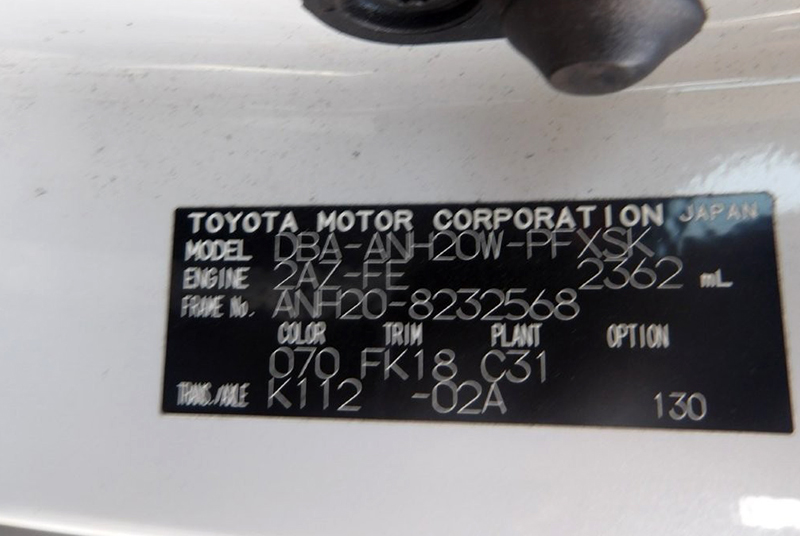 TOYOTA MOTOR CORPORATION JAPAN
MODEL DBA-ANH20W-PFXSK
ENGINE 2AZ-FE 2362 mL
FRAME No. ANH20-8232568
COLOR TRIM PLANT OPTION
070 FK18 C31
TRANS./AXLE K112 -02A 130